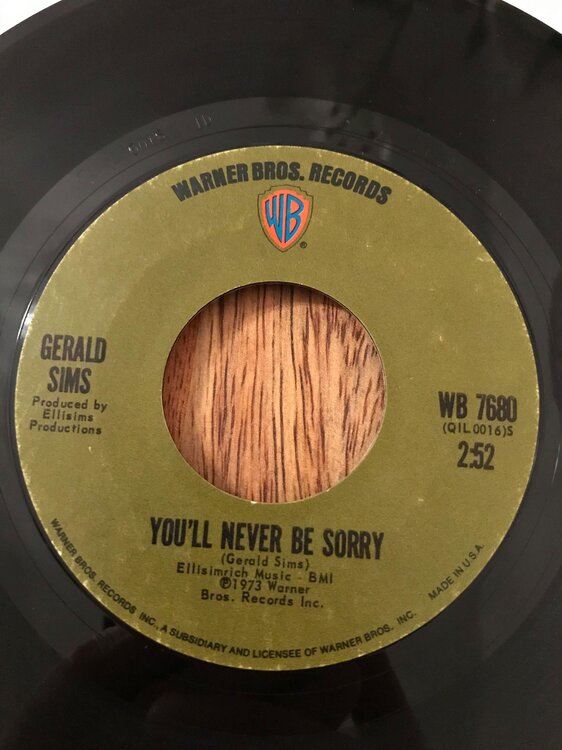 WARNER BROS. RECORDS
WB
®
GERALD
SIMS
Produced by
Ellisims
Productions
WB 7680
(QIL0016)S
2:52
YOU'LL NEVER BE SORRY
(Gerald Sims)
Ellisimrich Music - BMI
℗1973 Warner
Bros. Records Inc.
WARNER BROS. RECORDS INC., A SUBSIDIARY AND LICENSEE OF WARNER BROS. INC.
MADE IN U.S.A.